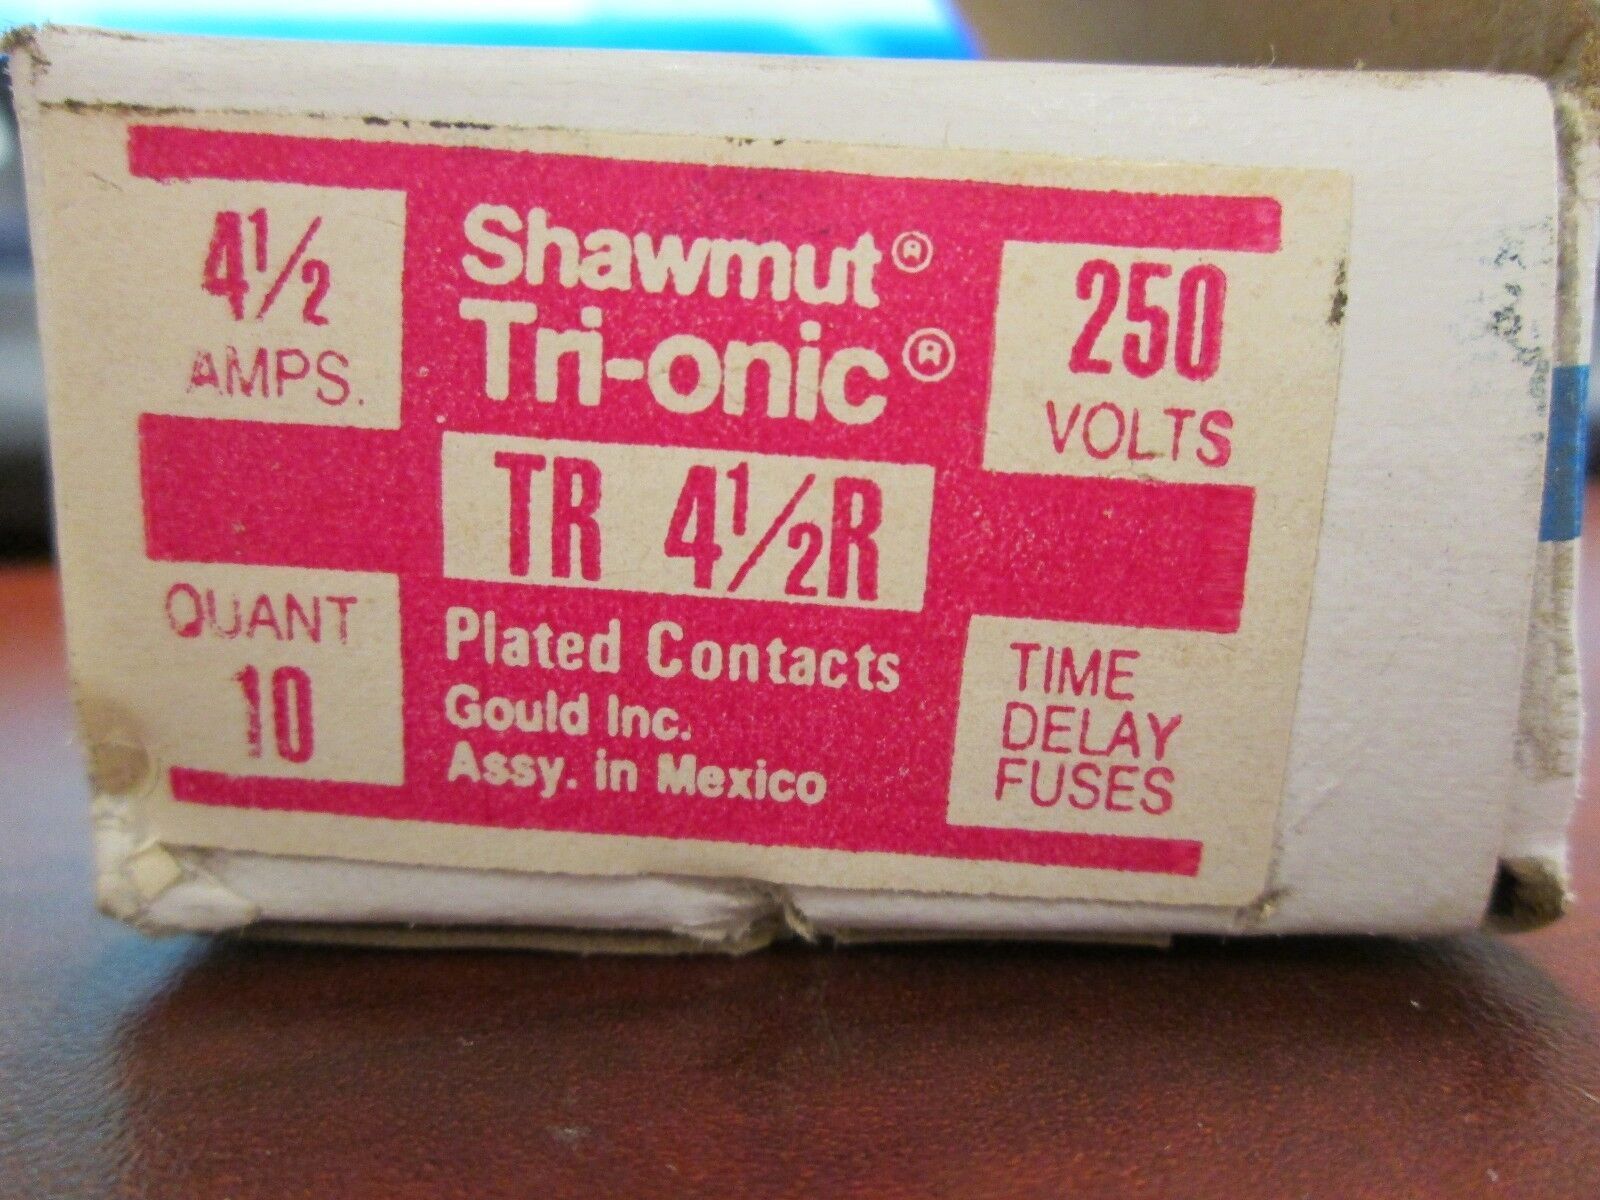 4½
AMPS.
Shawmut®
Tri-onic®
250
VOLTS
TR 4½R
QUANT
10
Plated Contacts
Gould Inc.
Assy. in Mexico
TIME
DELAY
FUSES